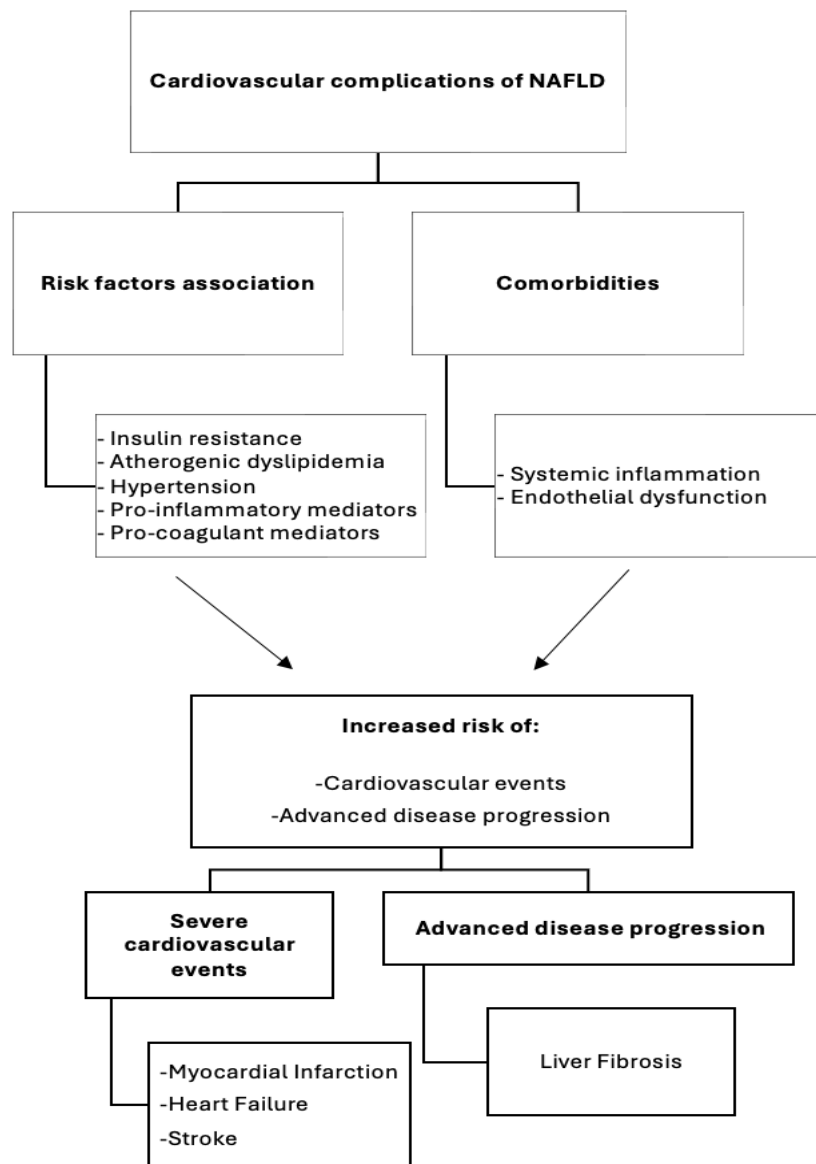 Cardiovascular complications of NAFLD
Risk factors association
Comorbidities
- Insulin resistance
- Atherogenic dyslipidemia
- Hypertension
- Pro-inflammatory mediators
- Pro-coagulant mediators
- Systemic inflammation
- Endothelial dysfunction
Increased risk of:
-Cardiovascular events
-Advanced disease progression
Severe
cardiovascular
events
Advanced disease progression
-Myocardial Infarction
-Heart Failure
-Stroke
Liver Fibrosis